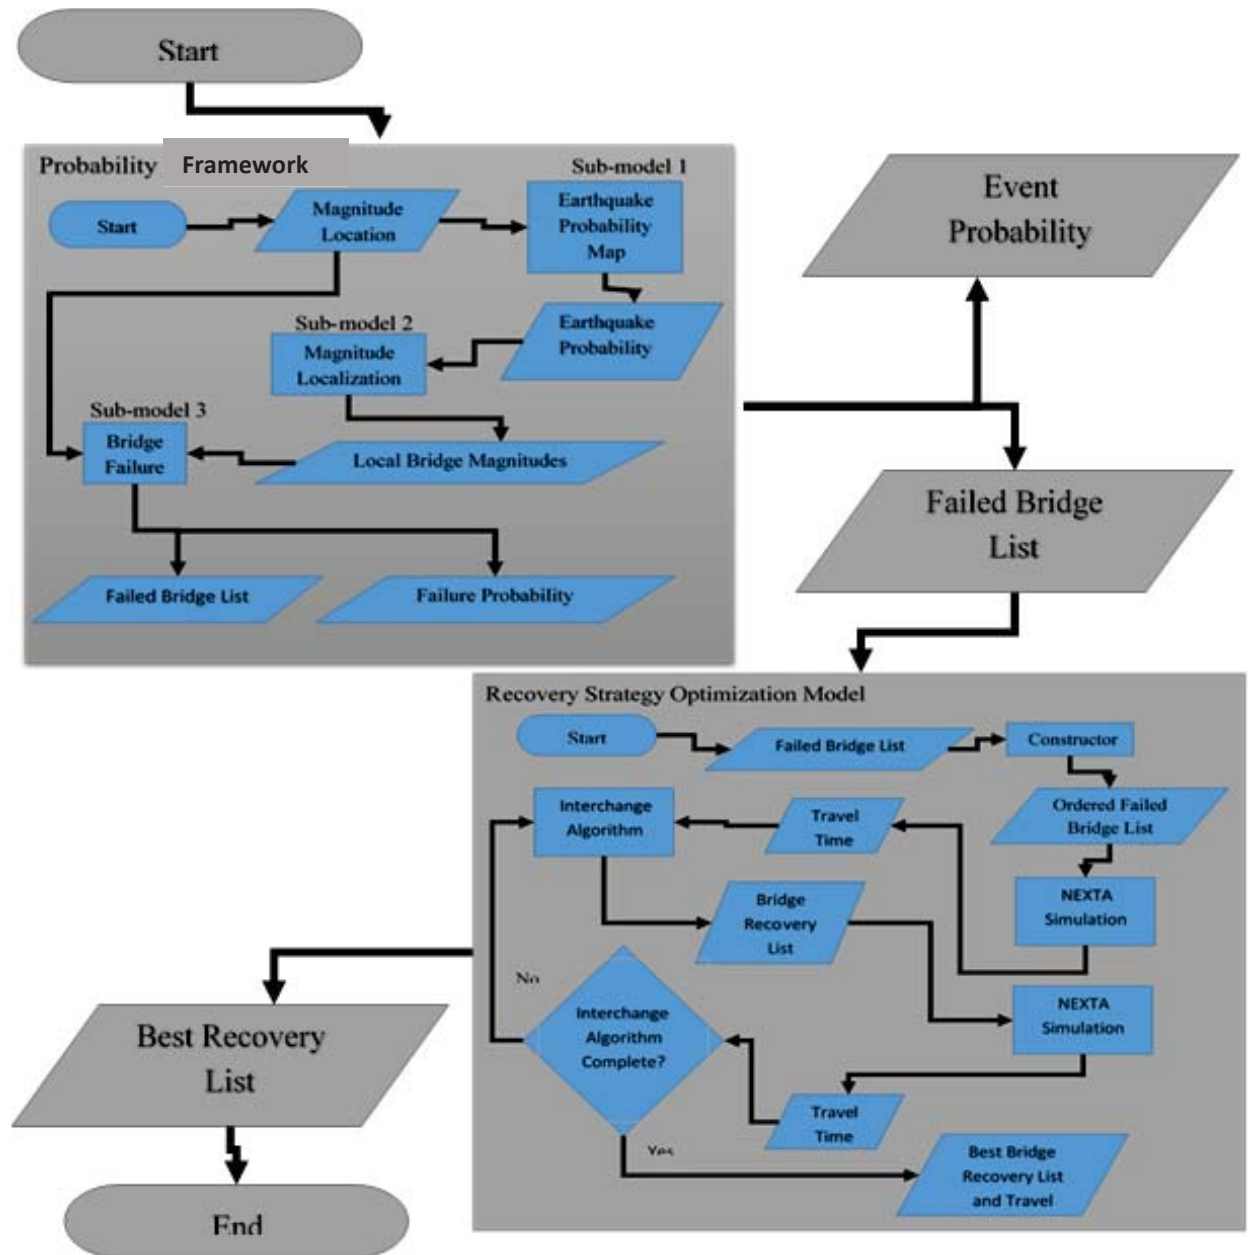 Start
Probability Framework
Sub-model 1
Start
Magnitude
Location
Earthquake
Probability
Map
Event
Probability
Sub-model 2
Magnitude
Localization
Earthquake
Probability
Sub-model 3
Bridge
Failure
Local Bridge Magnitudes
Failed Bridge List
Failure Probability
Failed Bridge
List
Recovery Strategy Optimization Model
Start
Failed Bridge List
Constructor
Interchange
Algorithm
Travel
Time
Ordered Failed
Bridge List
Bridge
Recovery
List
NEXTA
Simulation
No
Interchange
Algorithm
Complete?
NEXTA
Simulation
Travel
Time
Yes
Best Bridge
Recovery List
and Travel
Best Recovery
List
End